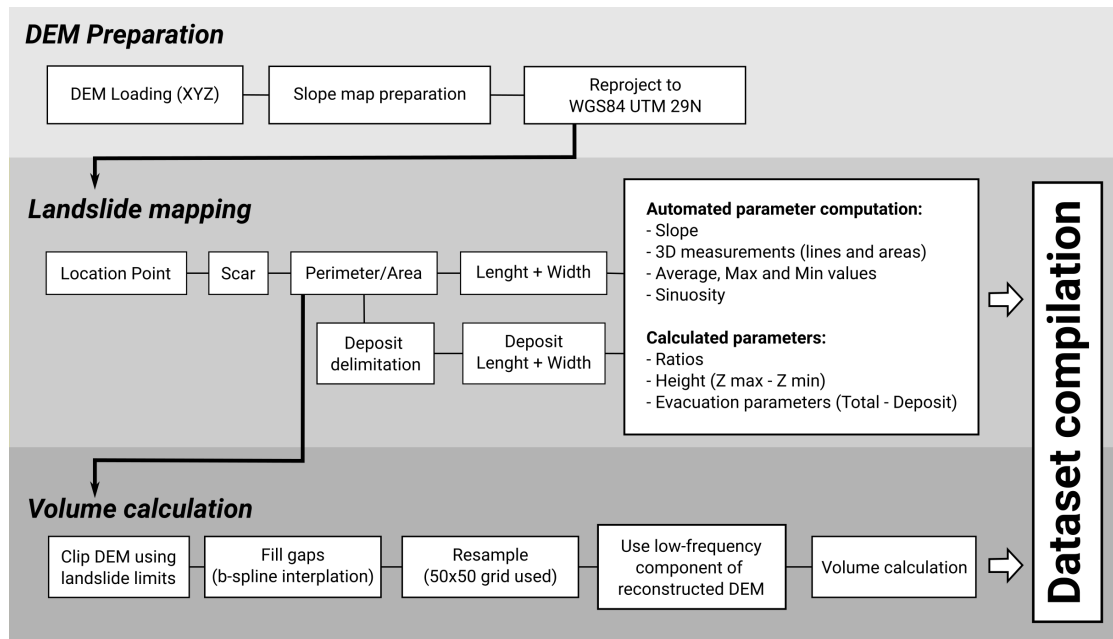 DEM Preparation
DEM Loading (XYZ)
Slope map preparation
Reproject to
WGS84 UTM 29N
Landslide mapping
Location Point
Scar
Perimeter/Area
Lenght + Width
Deposit
delimitation
Deposit
Lenght + Width
Automated parameter computation:
- Slope
- 3D measurements (lines and areas)
- Average, Max and Min values
- Sinuosity
Calculated parameters:
- Ratios
- Height (Z max - Z min)
- Evacuation parameters (Total - Deposit)
Volume calculation
Clip DEM using
landslide limits
Fill gaps
(b-spline interplation)
Resample
(50x50 grid used)
Use low-frequency
component of
reconstructed DEM
Volume calculation
Dataset compilation